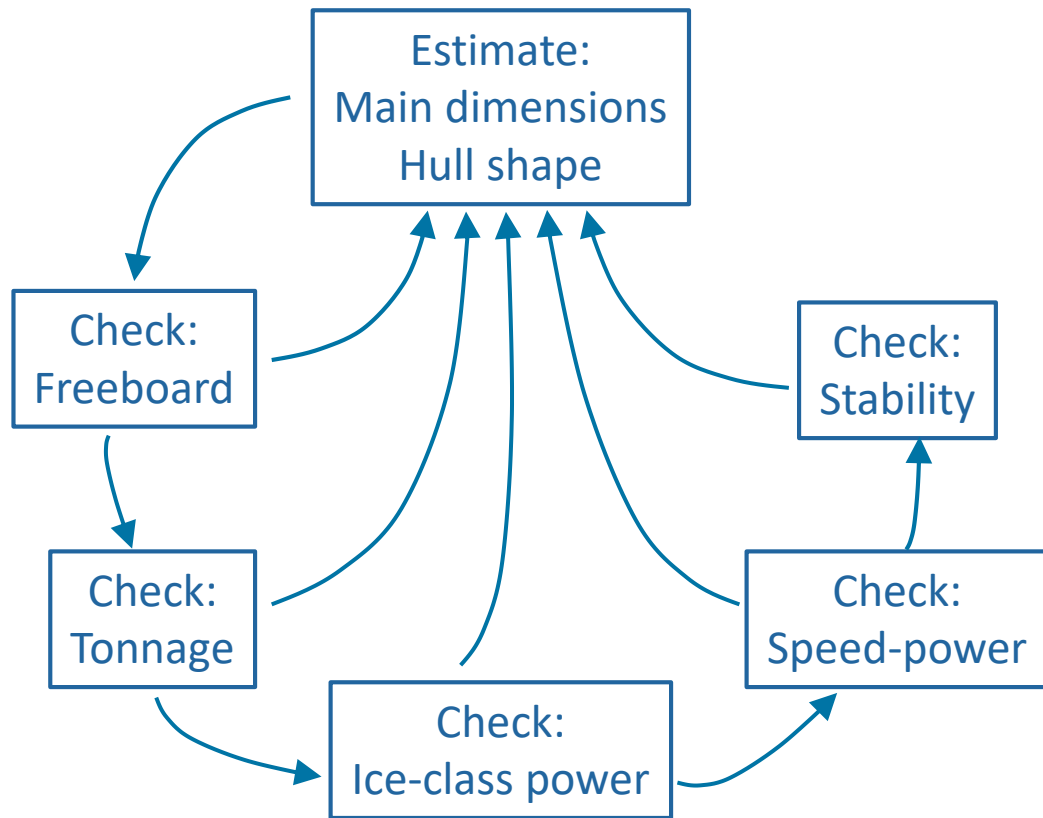 Estimate:
Main dimensions
Hull shape
Check:
Freeboard
Check:
Tonnage
Check:
Ice-class power
Check:
Speed-power
Check:
Stability